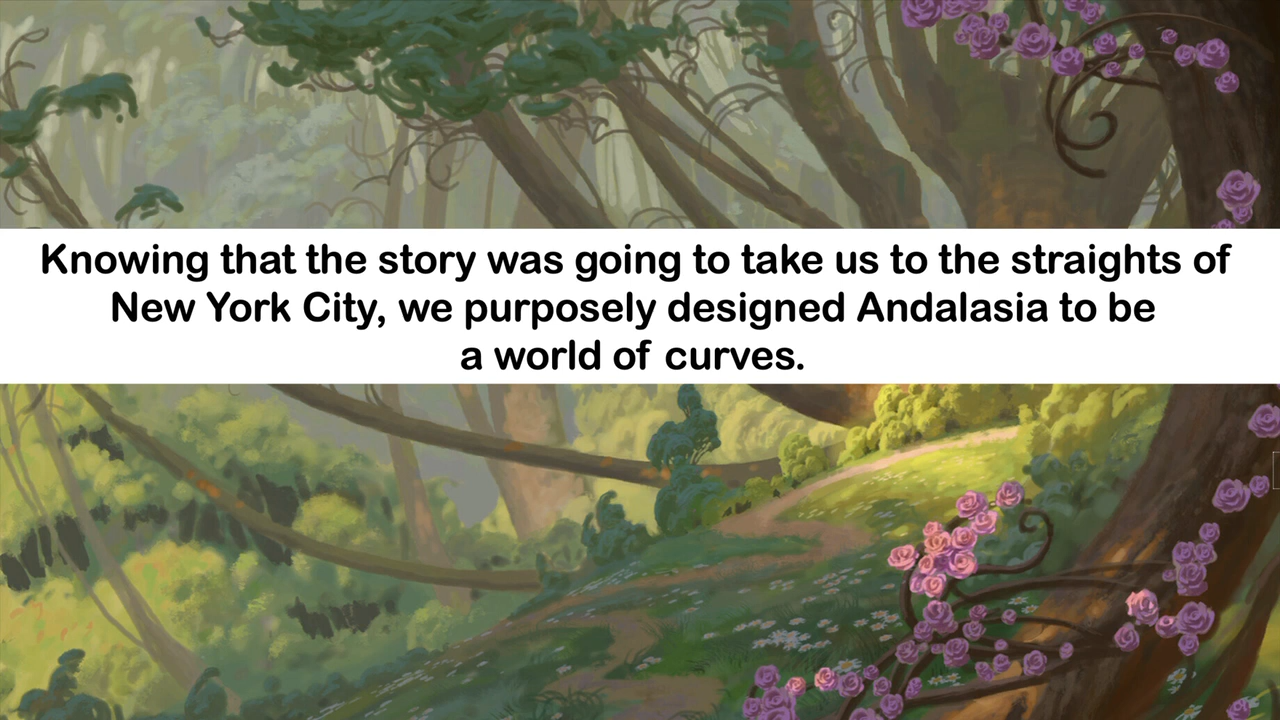 Knowing that the story was going to take us to the straights of
New York City, we purposely designed Andalasia to be
a world of curves.